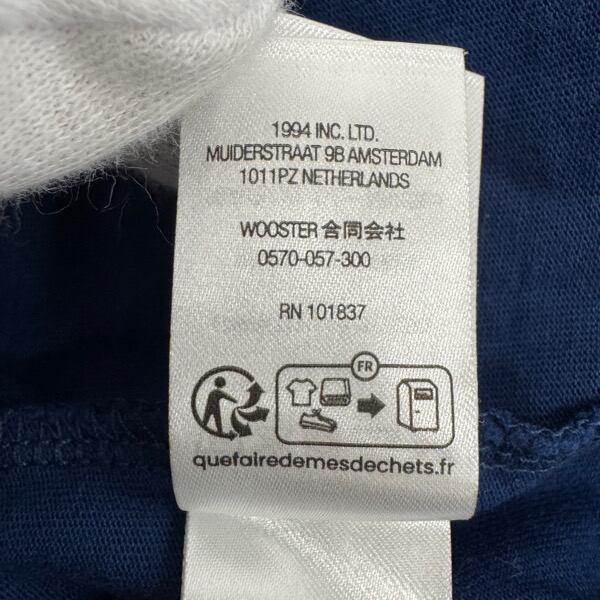 1994 INC. LTD.
MUIDERSTRAAT 9B AMSTERDAM
1011PZ NETHERLANDS
WOOSTER 合同会社
0570-057-300
RN 101837
FR
quefairedemesdechets.fr